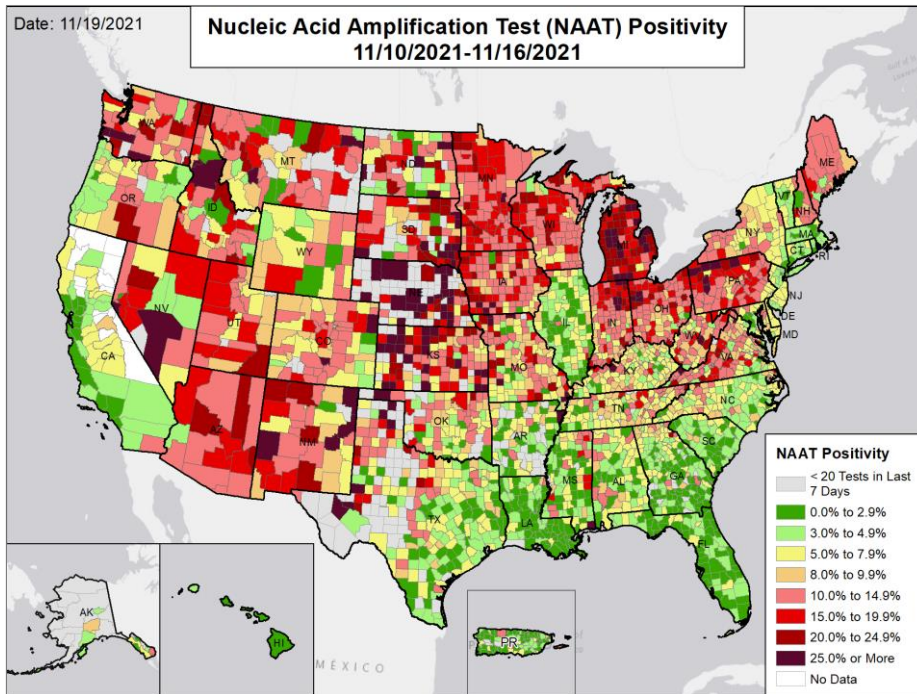 Date: 11/19/2021
Nucleic Acid Amplification Test (NAAT) Positivity
11/10/2021-11/16/2021
WA
MT
ND
MN
ME
OR
ID
SD
WI
MI
NY
VT
NH
MA
CT
RI
WY
IA
PA
NJ
NV
NE
IL
IN
OH
DE
MD
UT
CO
KS
MO
WV
VA
CA
KY
AZ
NM
OK
AR
TN
NC
SC
MS
AL
GA
TX
LA
FL
AK
HI
PR
MÉXICO
NAAT Positivity
< 20 Tests in Last
7 Days
0.0% to 2.9%
3.0% to 4.9%
5.0% to 7.9%
8.0% to 9.9%
10.0% to 14.9%
15.0% to 19.9%
20.0% to 24.9%
25.0% or More
No Data